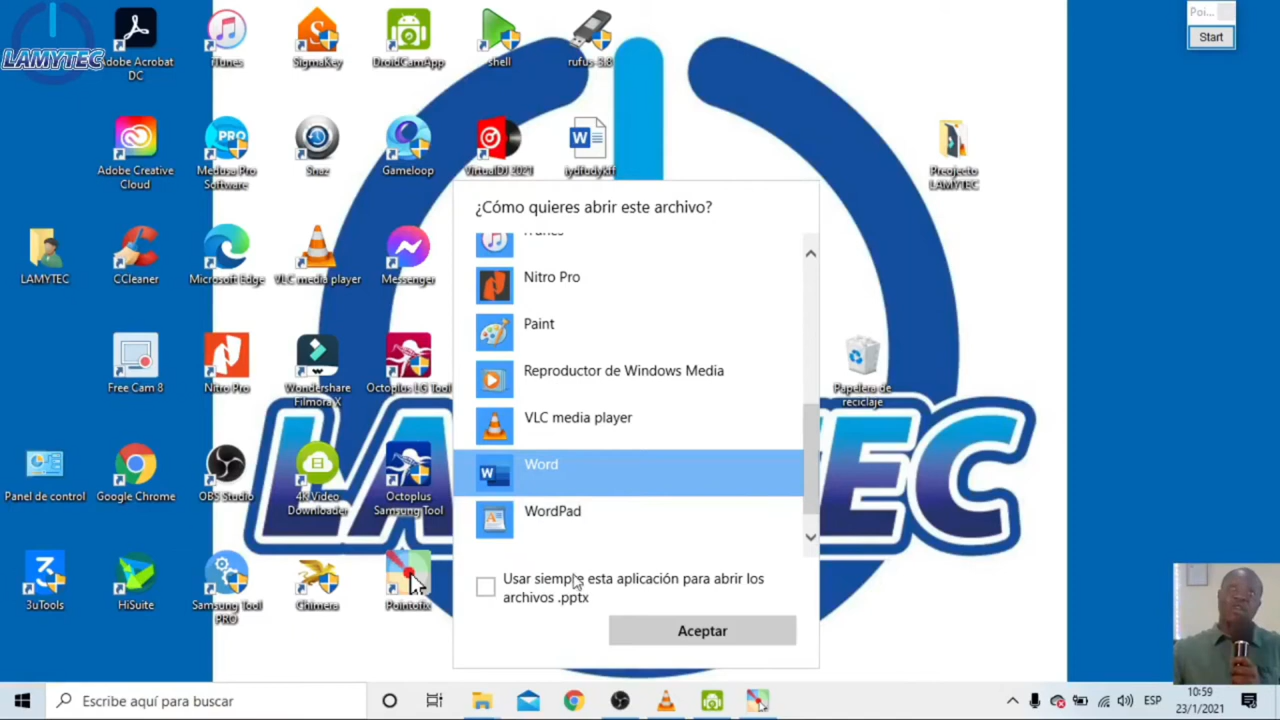 LAMYTEC
Adobe Acrobat
DC
iTunes
SigmaKey
DroidCamApp
shell
rufus-3.8
Poi...
Start
Adobe Creative
Cloud
Medusa Pro
Software
Snaz
Gameloop
VirtualDJ 2021
Preojecto
LAMYTEC
LAMYTEC
CCleaner
Microsoft Edge
VLC media player
Messenger
Free Cam 8
Nitro Pro
Wondershare
Filmora X
Octoplus LG Tool
Papelera de
reciclaje
Panel de control
Google Chrome
OBS Studio
4K Video
Downloader
Octoplus
Samsung Tool
3uTools
HiSuite
Samsung Tool
PRO
Chimera
Pointofix
¿Cómo quieres abrir este archivo?
iTunes
Nitro Pro
Paint
Reproductor de Windows Media
VLC media player
Word
WordPad
Usar siempre esta aplicación para abrir los
archivos .pptx
Aceptar
Escribe aquí para buscar
ESP
10:59
23/1/2021